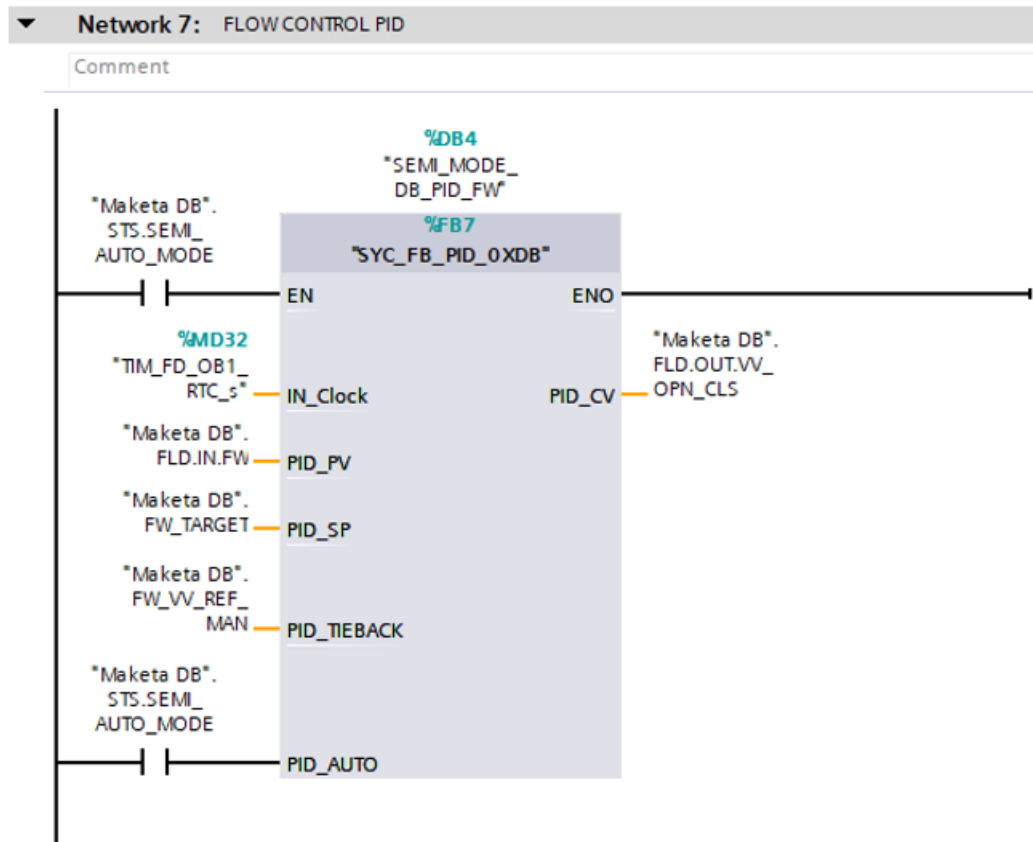 Network 7: FLOW CONTROL PID
Comment
%DB4
"SEMI_MODE_
DB_PID_FW"
"Maketa DB".
STS.SEMI_
AUTO_MODE
%FB7
"SYC_FB_PID_0XDB"
EN
ENO
%MD32
"TIM_FD_OB1_
RTC_s"
IN_Clock
PID_CV
"Maketa DB".
FLD.OUT.VV_
OPN_CLS
"Maketa DB".
FLD.IN.FW
PID_PV
"Maketa DB".
FW_TARGET
PID_SP
"Maketa DB".
FW_VV_REF_
MAN
PID_TIEBACK
"Maketa DB".
STS.SEMI_
AUTO_MODE
PID_AUTO